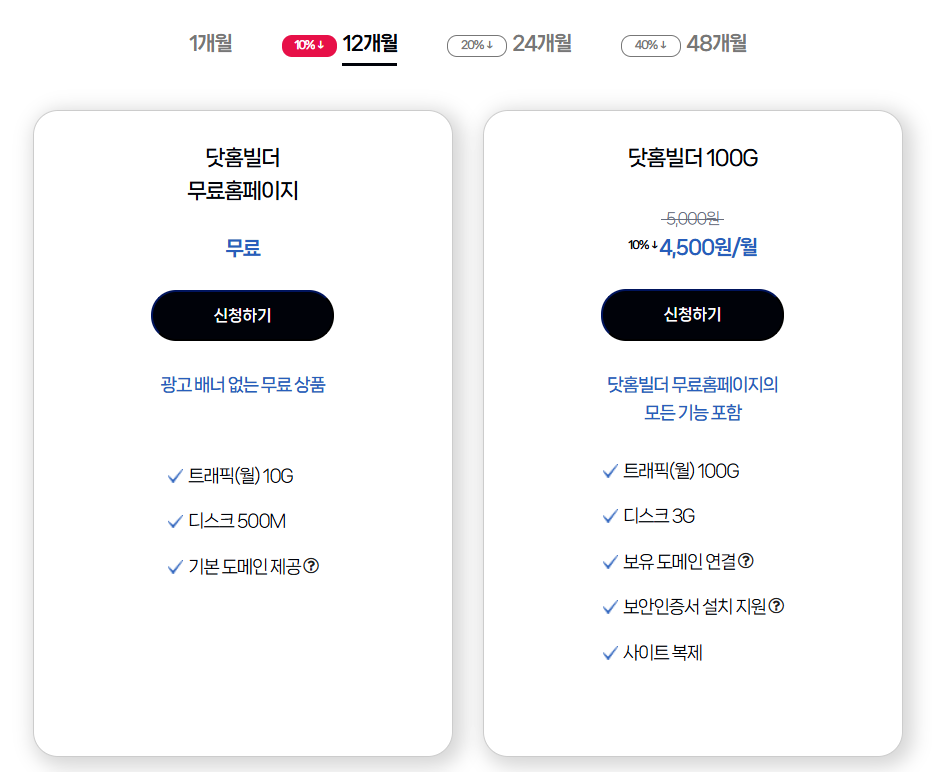 1개월 10%↓ 12개월 20%↓ 24개월 40%↓ 48개월
닷홈빌더
무료홈페이지
무료
신청하기
광고 배너 없는 무료 상품
트래픽(월) 10G
디스크 500M
기본 도메인 제공?
닷홈빌더 100G
5,000원
10%↓4,500원/월
신청하기
닷홈빌더 무료홈페이지의
모든 기능 포함
트래픽(월) 100G
디스크 3G
보유 도메인 연결?
보안인증서 설치 지원?
사이트 복제